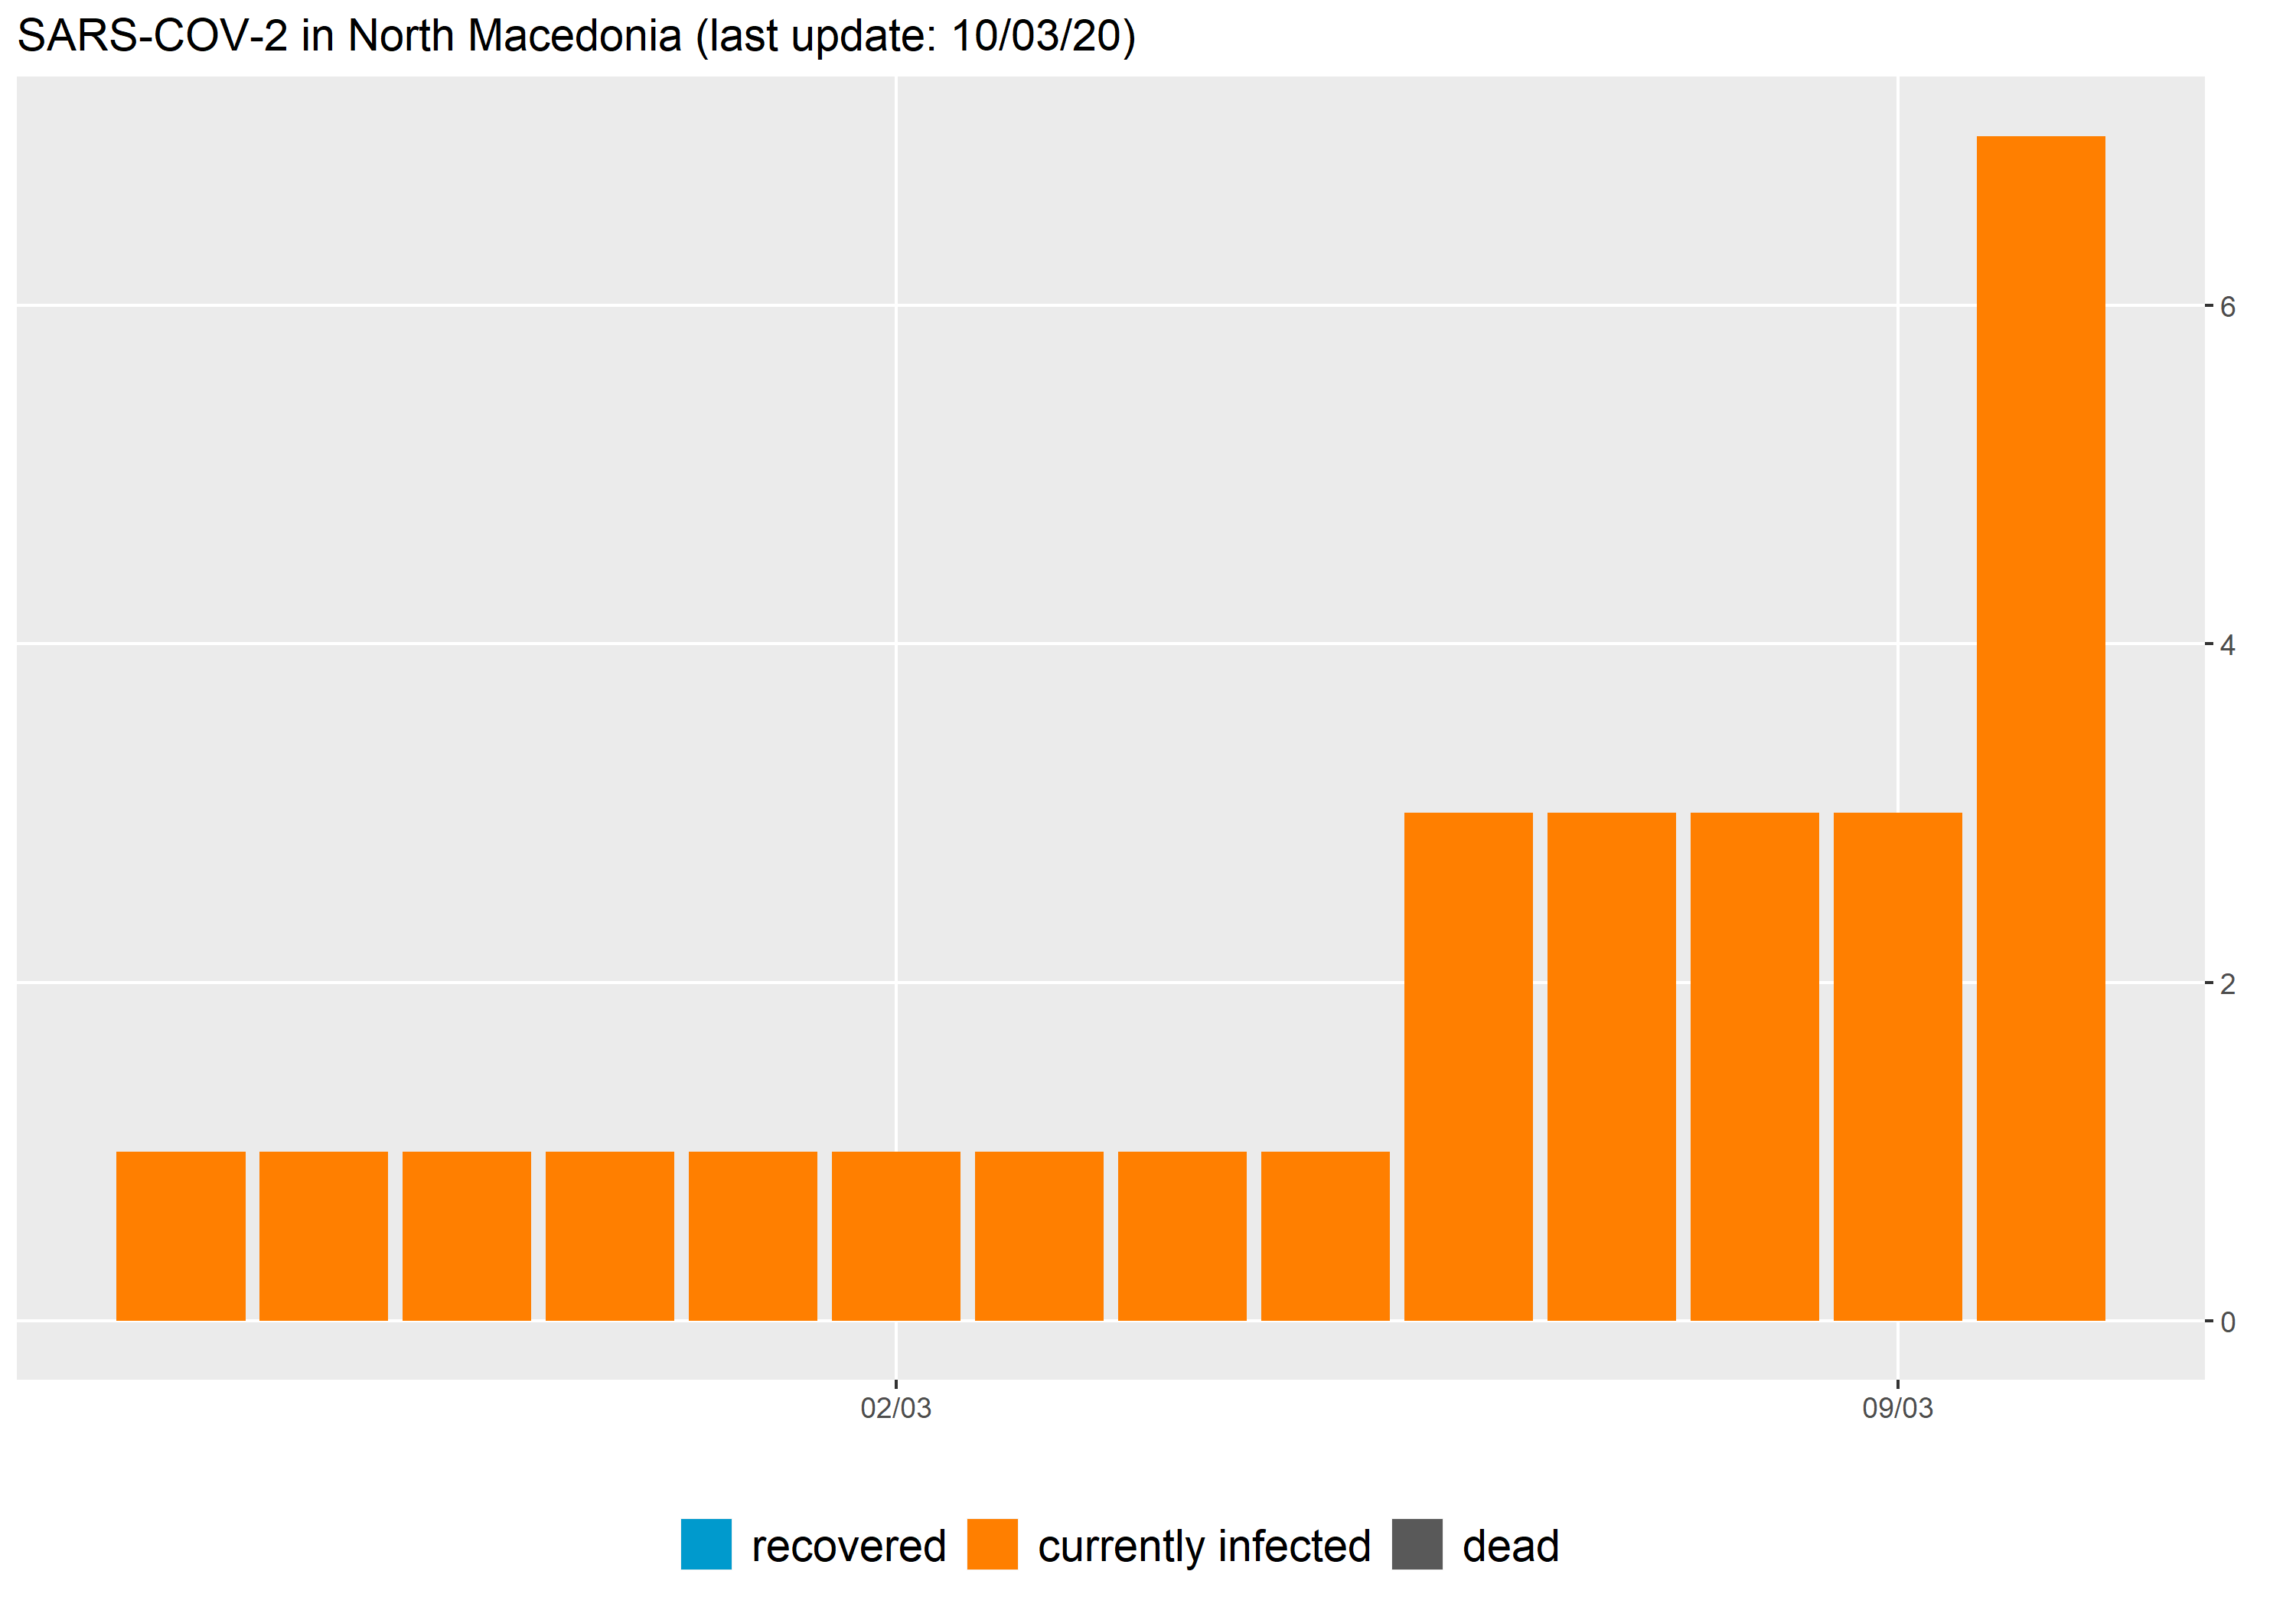 SARS-COV-2 in North Macedonia (last update: 10/03/20)
6
4
2
0
02/03 09/03
recovered currently infected dead